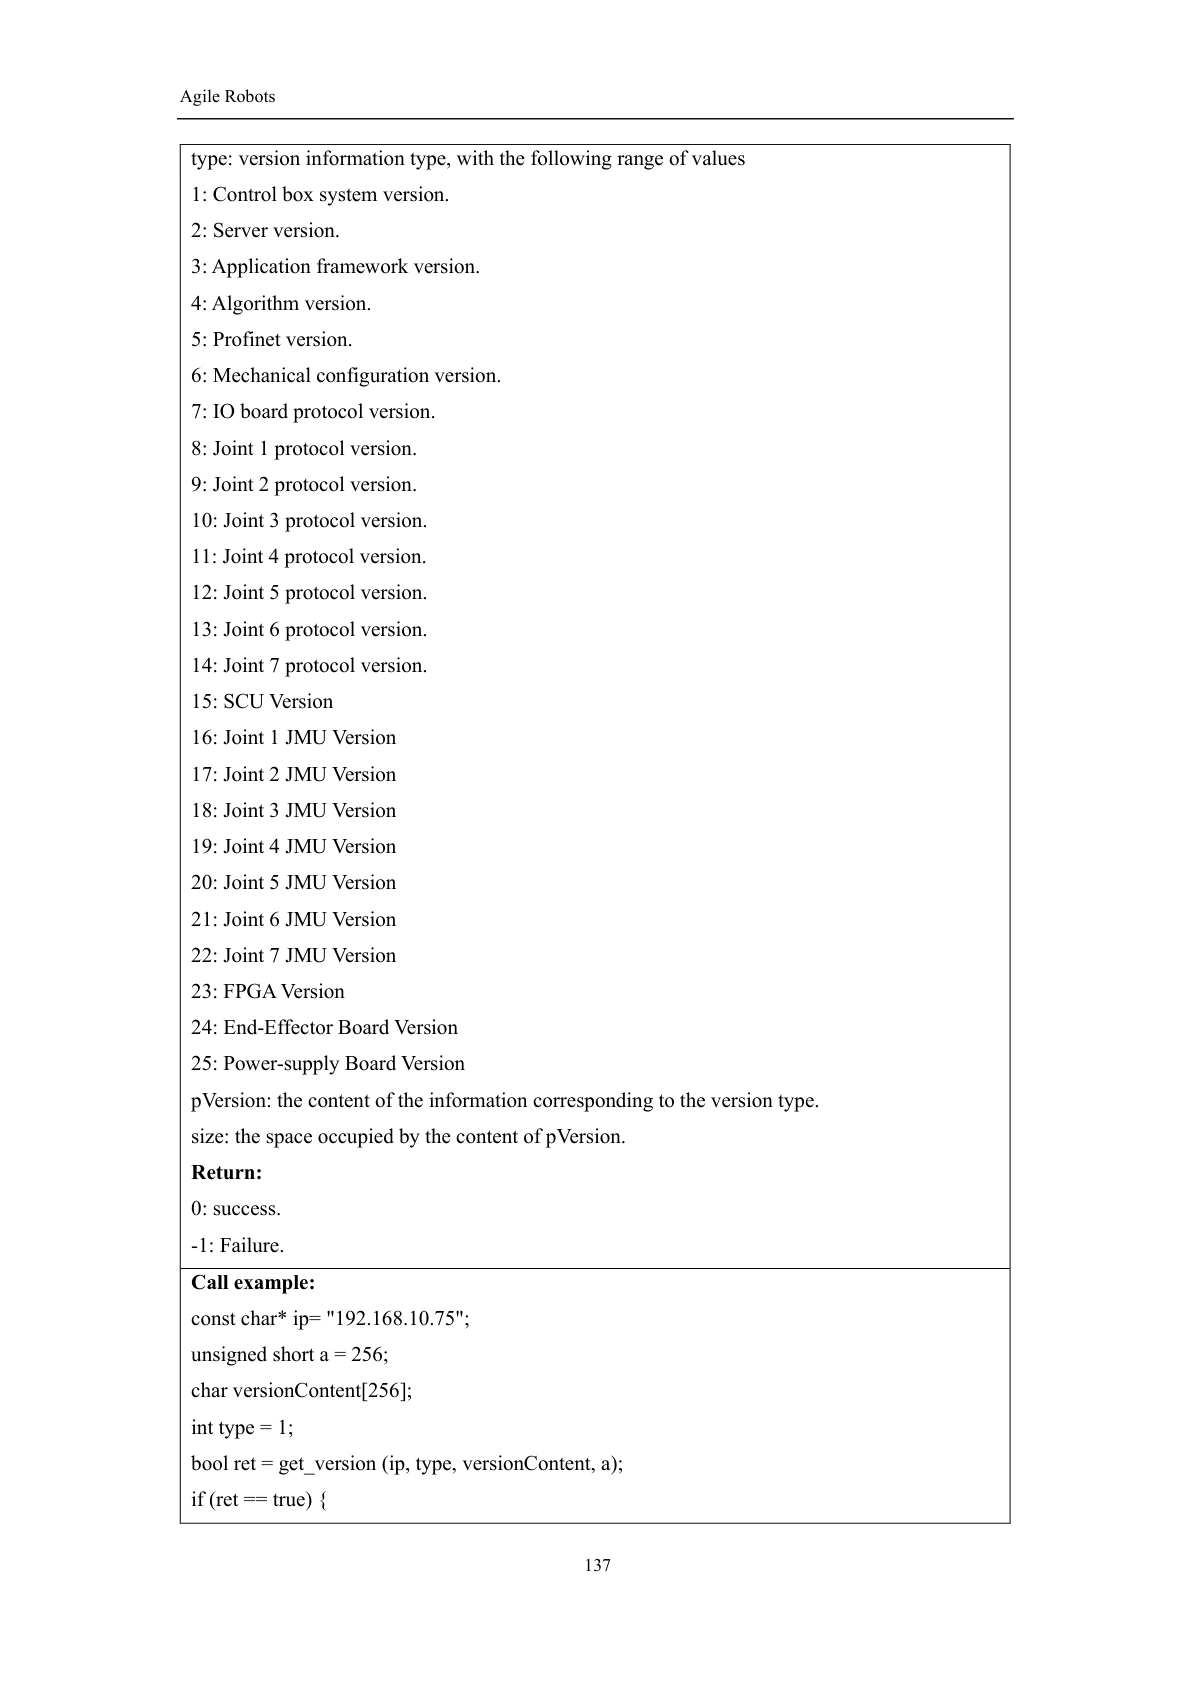 Agile Robots
type: version information type, with the following range of values
1: Control box system version.
2: Server version.
3: Application framework version.
4: Algorithm version.
5: Profinet version.
6: Mechanical configuration version.
7: IO board protocol version.
8: Joint 1 protocol version.
9: Joint 2 protocol version.
10: Joint 3 protocol version.
11: Joint 4 protocol version.
12: Joint 5 protocol version.
13: Joint 6 protocol version.
14: Joint 7 protocol version.
15: SCU Version
16: Joint 1 JMU Version
17: Joint 2 JMU Version
18: Joint 3 JMU Version
19: Joint 4 JMU Version
20: Joint 5 JMU Version
21: Joint 6 JMU Version
22: Joint 7 JMU Version
23: FPGA Version
24: End-Effector Board Version
25: Power-supply Board Version
pVersion: the content of the information corresponding to the version type.
size: the space occupied by the content of pVersion.
Return:
0: success.
-1: Failure.
Call example:
const char* ip= "192.168.10.75";
unsigned short a = 256;
char versionContent[256];
int type = 1;
bool ret = get_version (ip, type, versionContent, a);
if (ret == true) {
137